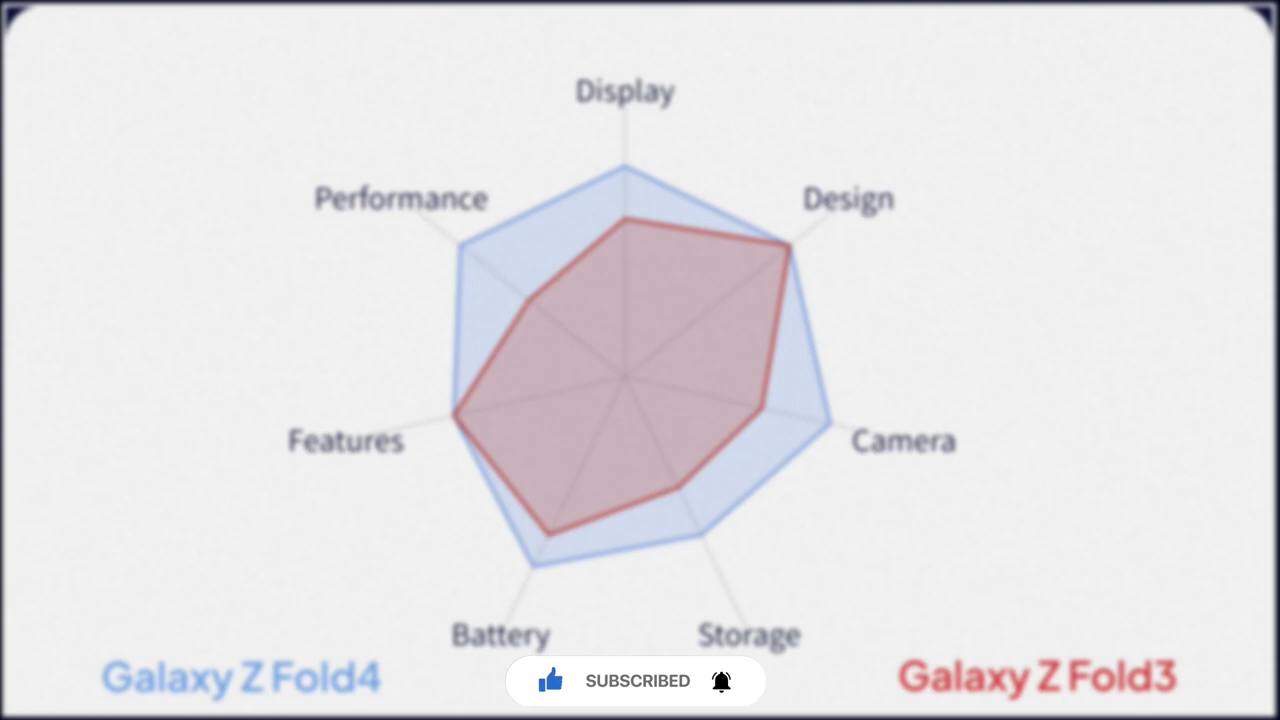 Display
Performance
Design
Features
Camera
Battery
Storage
Galaxy Z Fold4
Galaxy Z Fold3
SUBSCRIBED